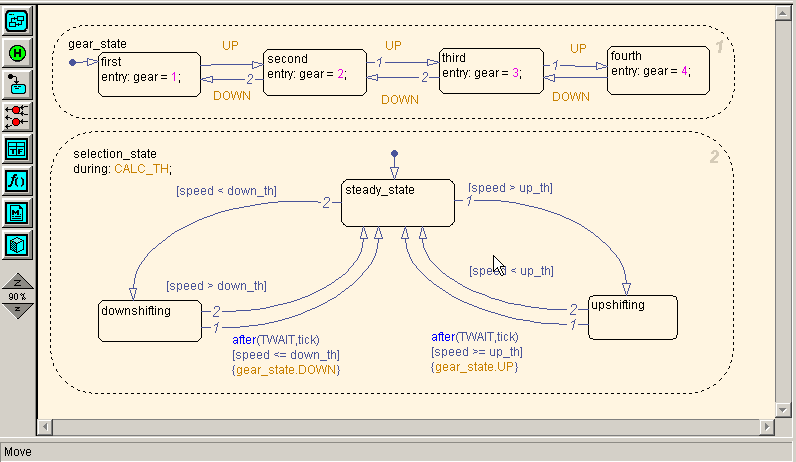 gear_state
1
first
entry: gear = 1;
UP
DOWN
2
second
entry: gear = 2;
1
UP
DOWN
2
third
entry: gear = 3;
1
UP
DOWN
fourth
entry: gear = 4;
selection_state
during: CALC_TH;
2
[speed < down_th]
2
steady_state
1
[speed > up_th]
[speed > down_th]
[speed < up_th]
downshifting
2
1
2
1
upshifting
after(TWAIT,tick)
[speed <= down_th]
{gear_state.DOWN}
after(TWAIT,tick)
[speed >= up_th]
{gear_state.UP}
H
TF
f()
M
Z
90%
Z
Move